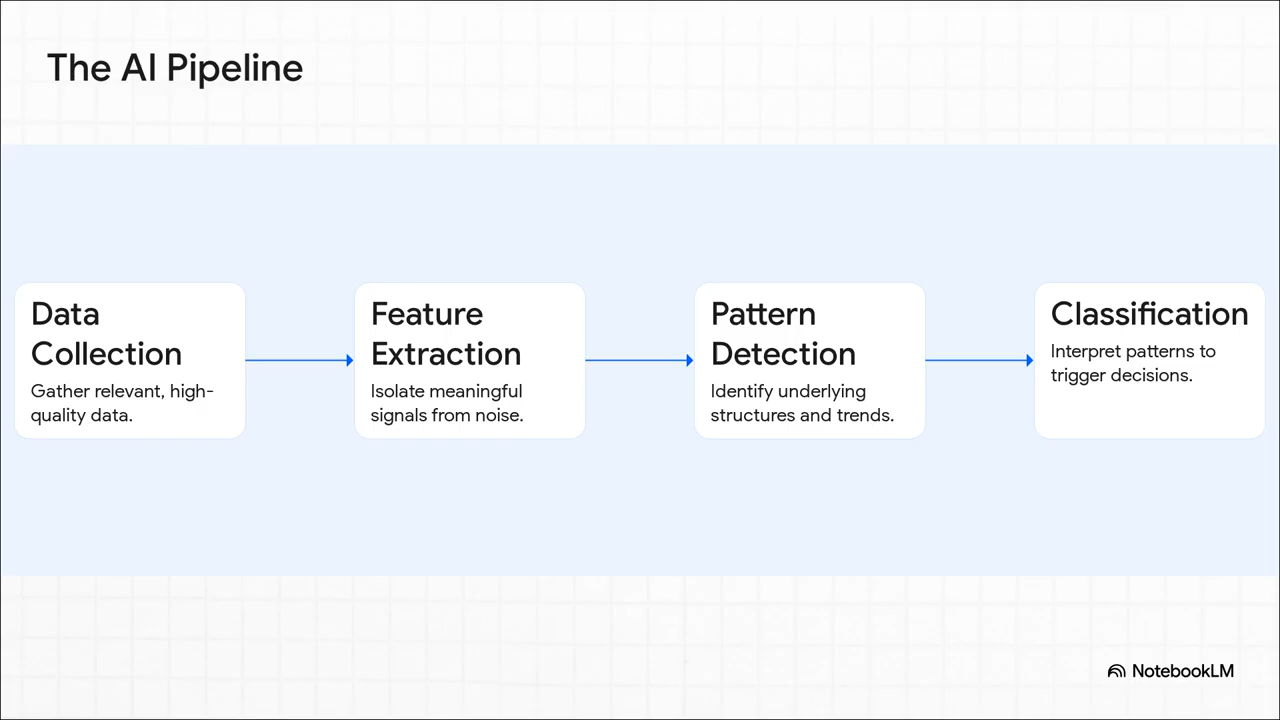 The AI Pipeline
Data
Collection
Gather relevant, high-
quality data.
Feature
Extraction
Isolate meaningful
signals from noise.
Pattern
Detection
Identify underlying
structures and trends.
Classification
Interpret patterns to
trigger decisions.
NotebookLM